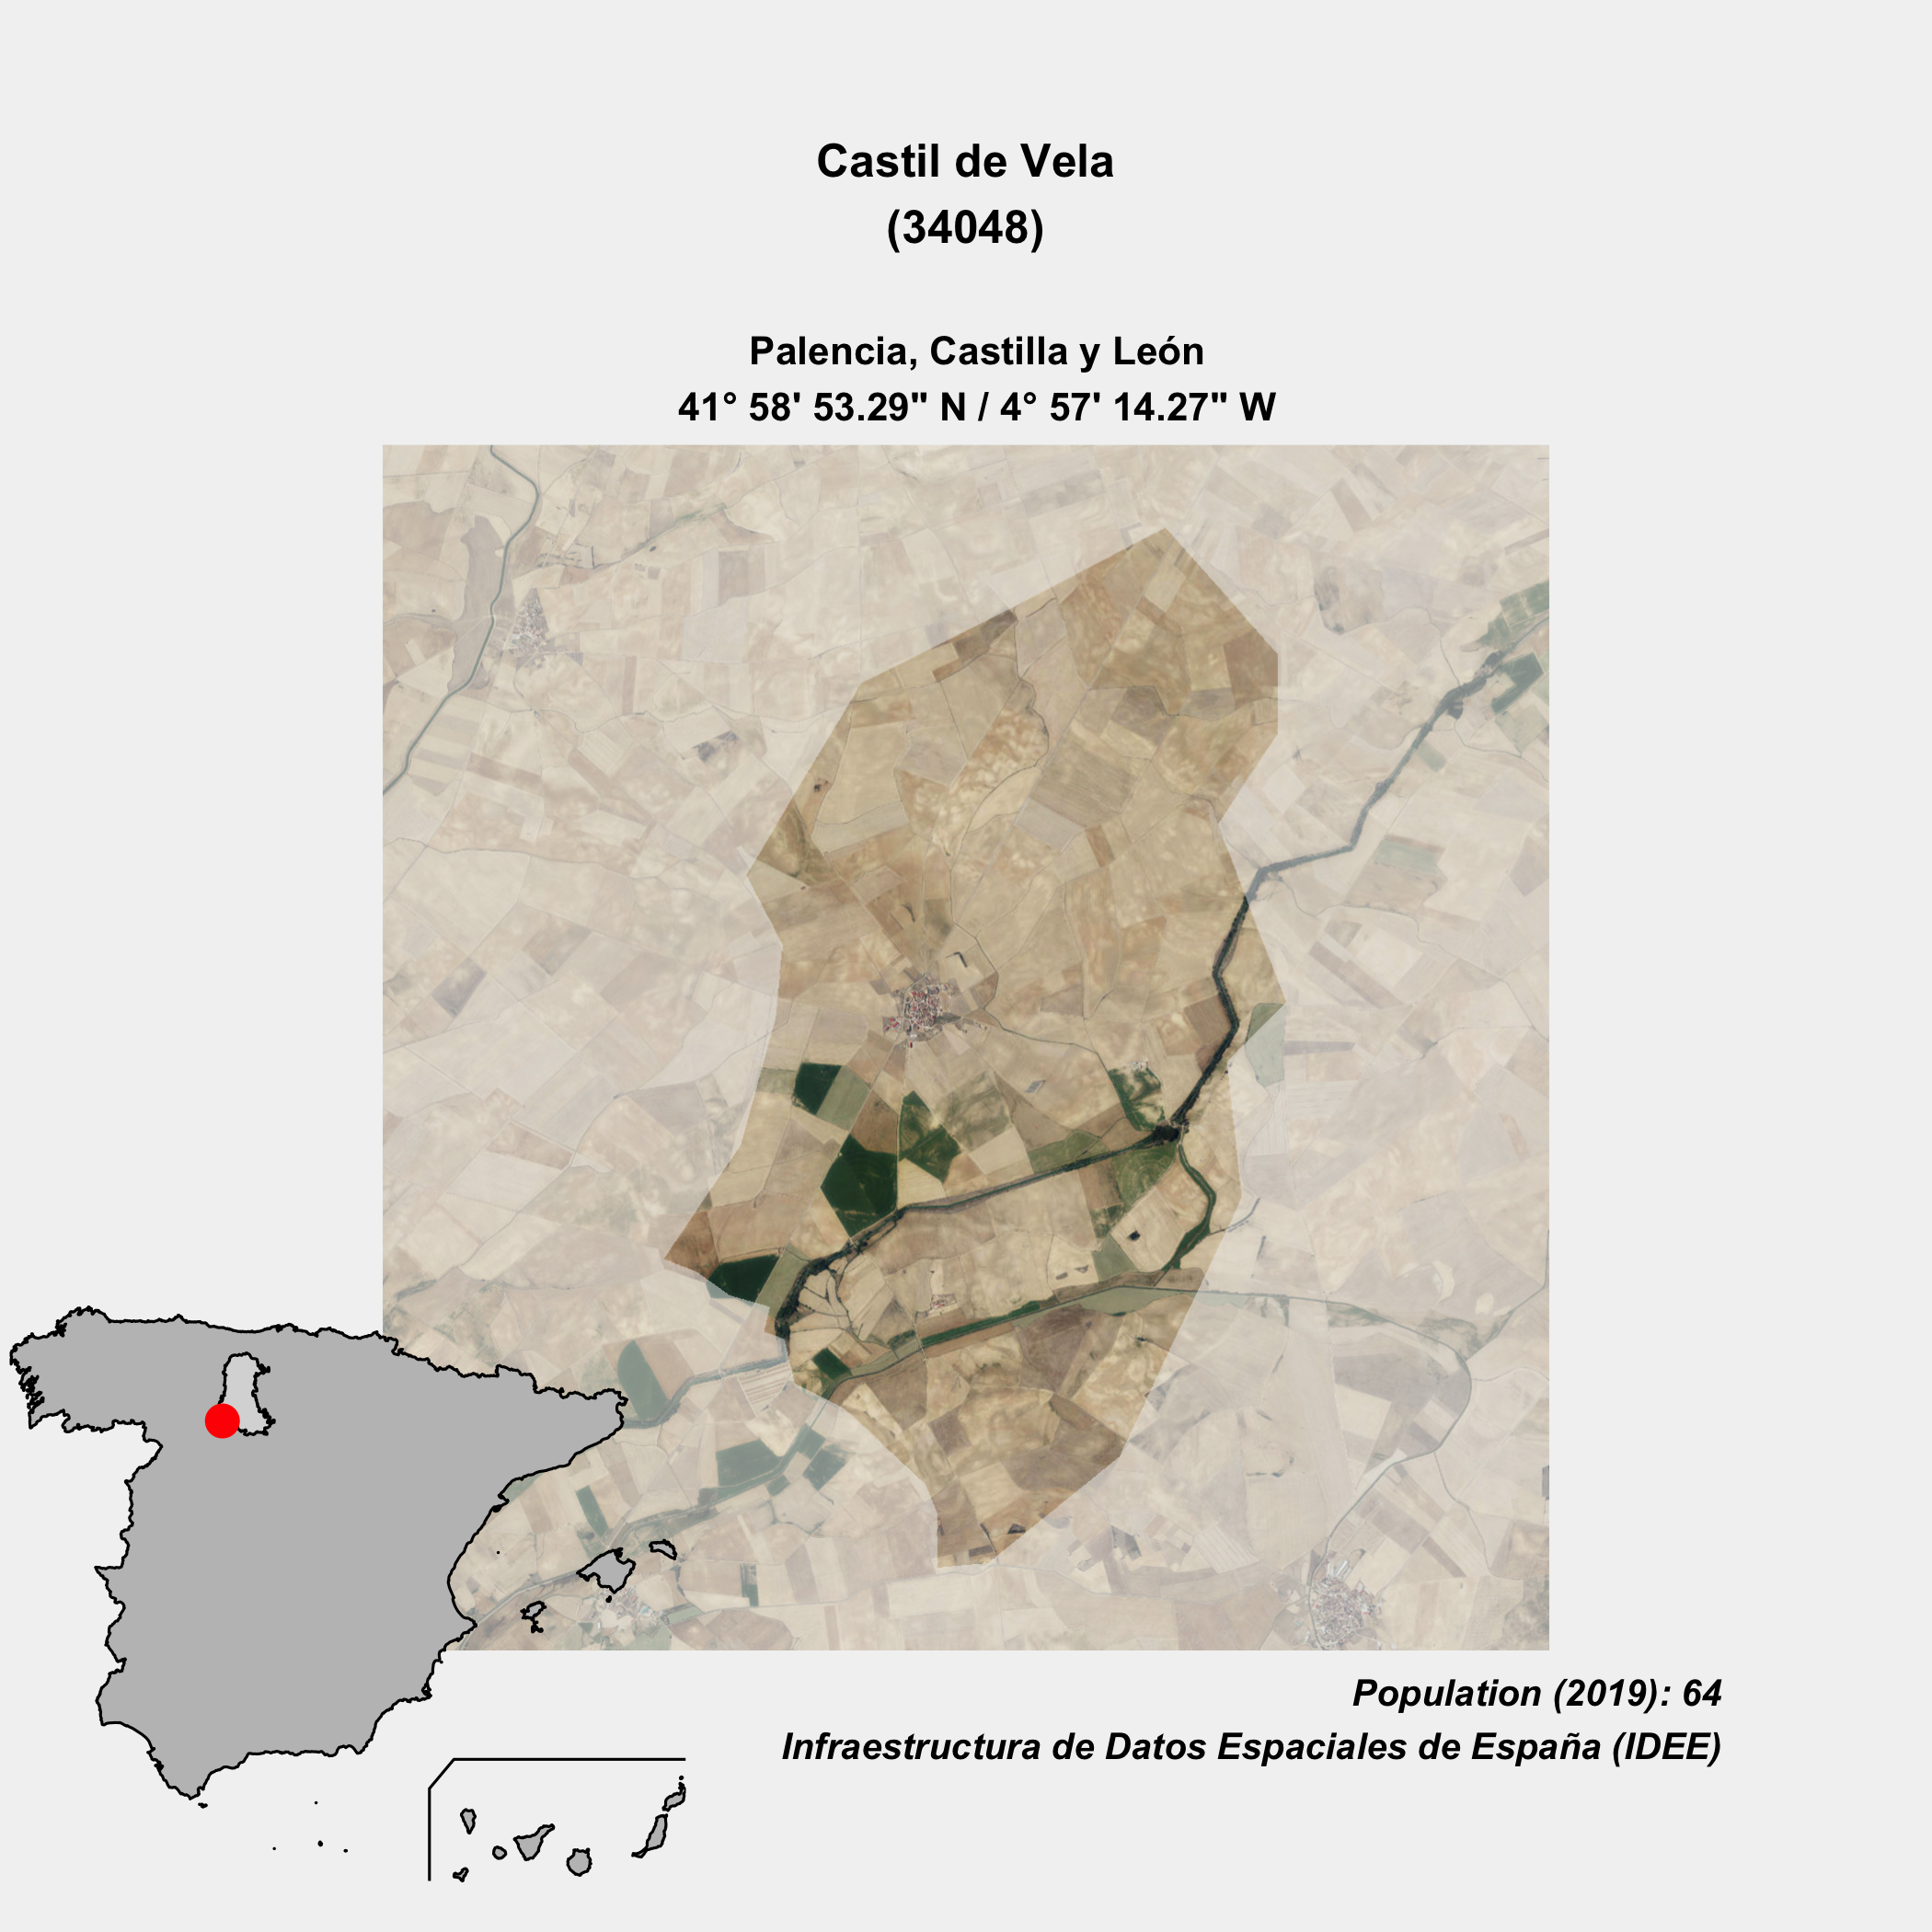 Castil de Vela
(34048)
Palencia, Castilla y León
41° 58' 53.29" N / 4° 57' 14.27" W
Population (2019): 64
Infraestructura de Datos Espaciales de España (IDEE)